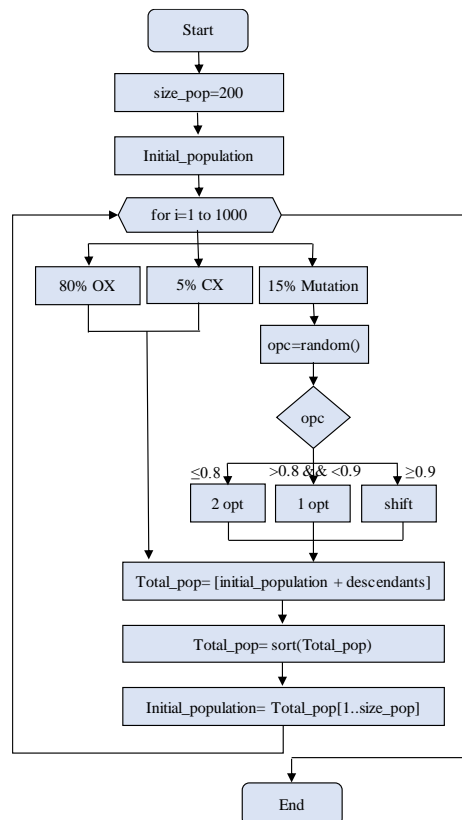 Start
size_pop=200
Initial_population
for i=1 to 1000
80% OX
5% CX
15% Mutation
opc=random()
opc
≤0.8
>0.8 && <0.9
≥0.9
2 opt
1 opt
shift
Total_pop= [initial_population + descendants]
Total_pop= sort(Total_pop)
Initial_population= Total_pop[1..size_pop]
End